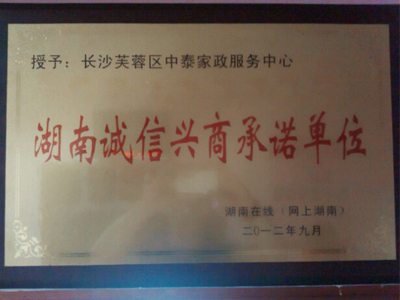 授予：长沙芙蓉区中泰家政服务中心
湖南诚信兴商承诺单位
湖南在线（网上湖南）
二0一二年九月